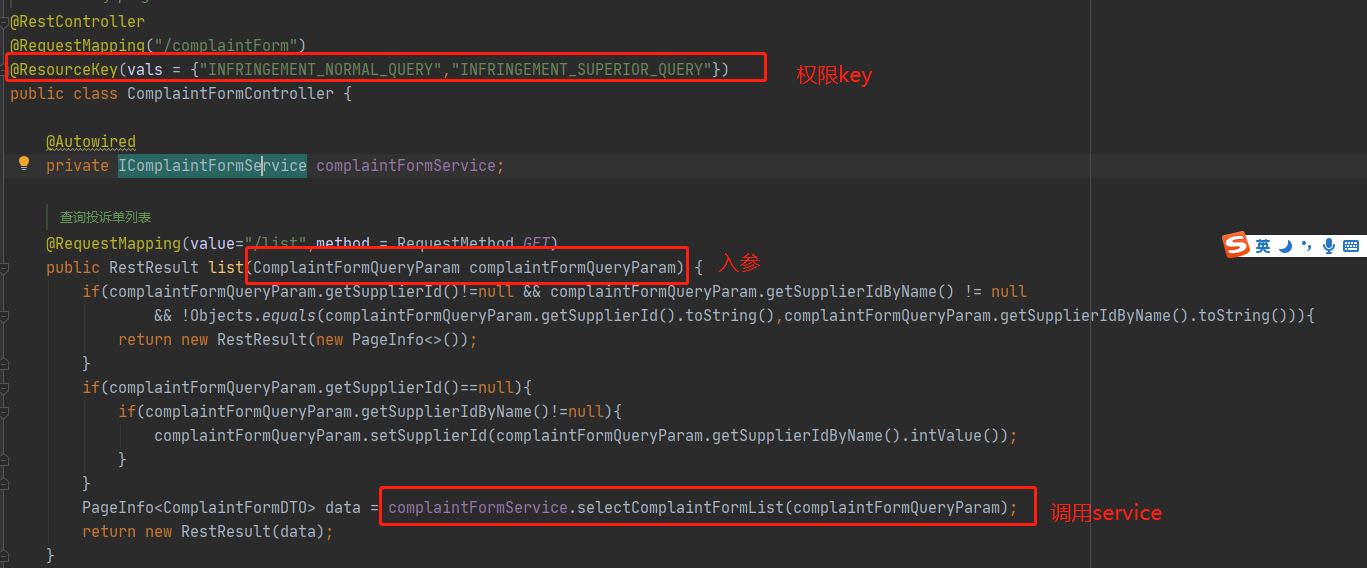 @RestController
@RequestMapping("/complaintForm")
@ResourceKey(vals = {"INFRINGEMENT_NORMAL_QUERY","INFRINGEMENT_SUPERIOR_QUERY"})
权限key
public class ComplaintFormController {
@Autowired
private IComplaintFormService complaintFormService;
查询投诉单列表
@RequestMapping(value="/list",method = RequestMethod.GET)
public RestResult list(ComplaintFormQueryParam complaintFormQueryParam) {
入参
if(complaintFormQueryParam.getSupplierId()!=null && complaintFormQueryParam.getSupplierIdByName() != null
&& !Objects.equals(complaintFormQueryParam.getSupplierId().toString(),complaintFormQueryParam.getSupplierIdByName().toString())){
return new RestResult(new PageInfo<>());
}
if(complaintFormQueryParam.getSupplierId()==null){
if(complaintFormQueryParam.getSupplierIdByName()!=null){
complaintFormQueryParam.setSupplierId(complaintFormQueryParam.getSupplierIdByName().intValue());
}
}
PageInfo<ComplaintFormDTO> data = complaintFormService.selectComplaintFormList(complaintFormQueryParam);
调用service
return new RestResult(data);
}
S 英